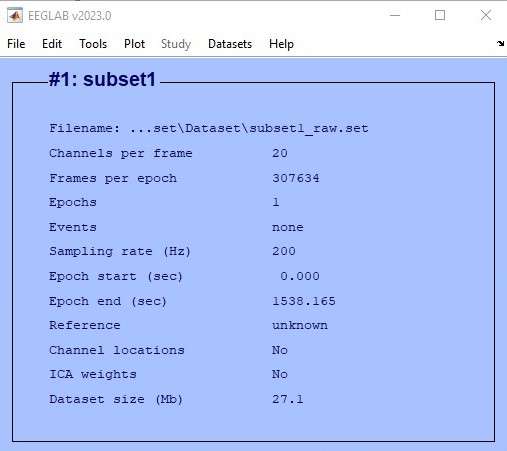 EEGLAB v2023.0
File Edit Tools Plot Study Datasets Help
#1: subset1
Filename: ...set\Dataset\subset1_raw.set
Channels per frame 20
Frames per epoch 307634
Epochs 1
Events none
Sampling rate (Hz) 200
Epoch start (sec) 0.000
Epoch end (sec) 1538.165
Reference unknown
Channel locations No
ICA weights No
Dataset size (Mb) 27.1